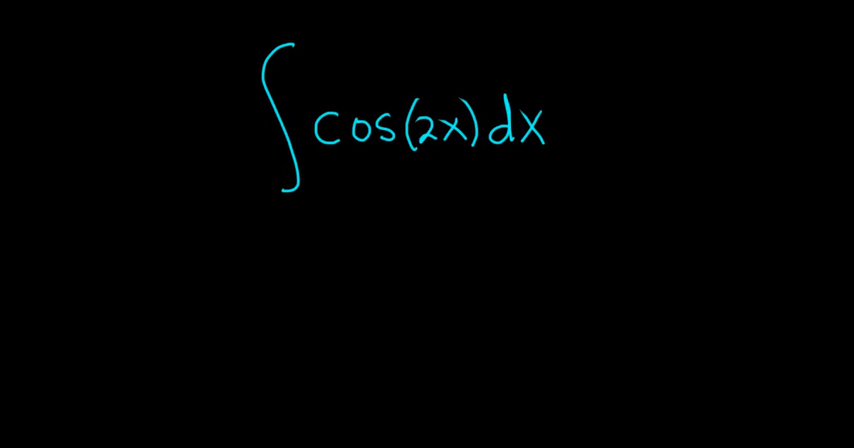 ∫ cos(2x) dx